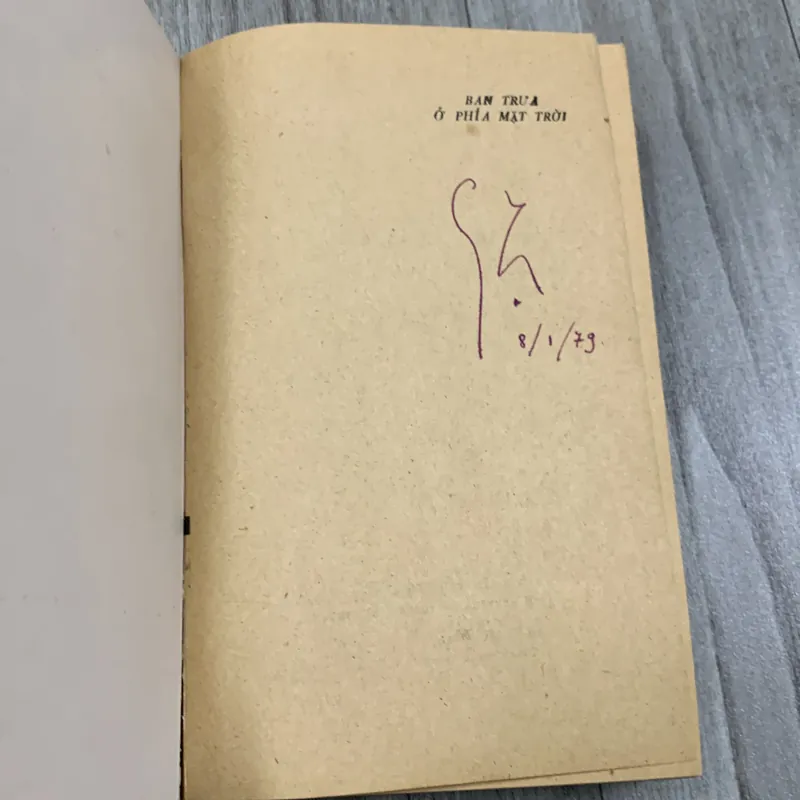 BAN TRƯA
Ở PHÍA MẶT TRỜI
8/1/79